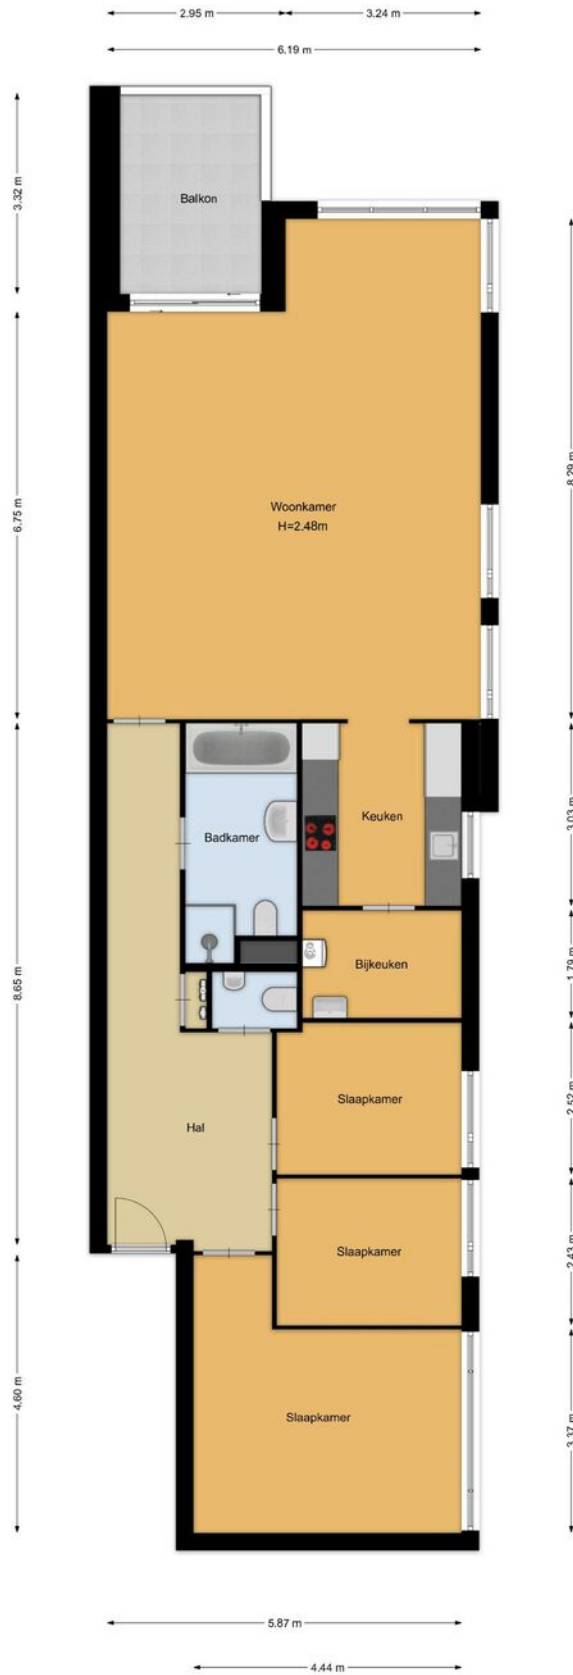 2.95 m
3.24 m
6.19 m
3.32 m
Balkon
8.29 m
6.75 m
Woonkamer
H=2.48m
Badkamer
Keuken
3.03 m
8.65 m
Bijkeuken
1.79 m
Slaapkamer
2.52 m
Hal
Slaapkamer
2.43 m
4.60 m
Slaapkamer
3.37 m
5.87 m
4.44 m